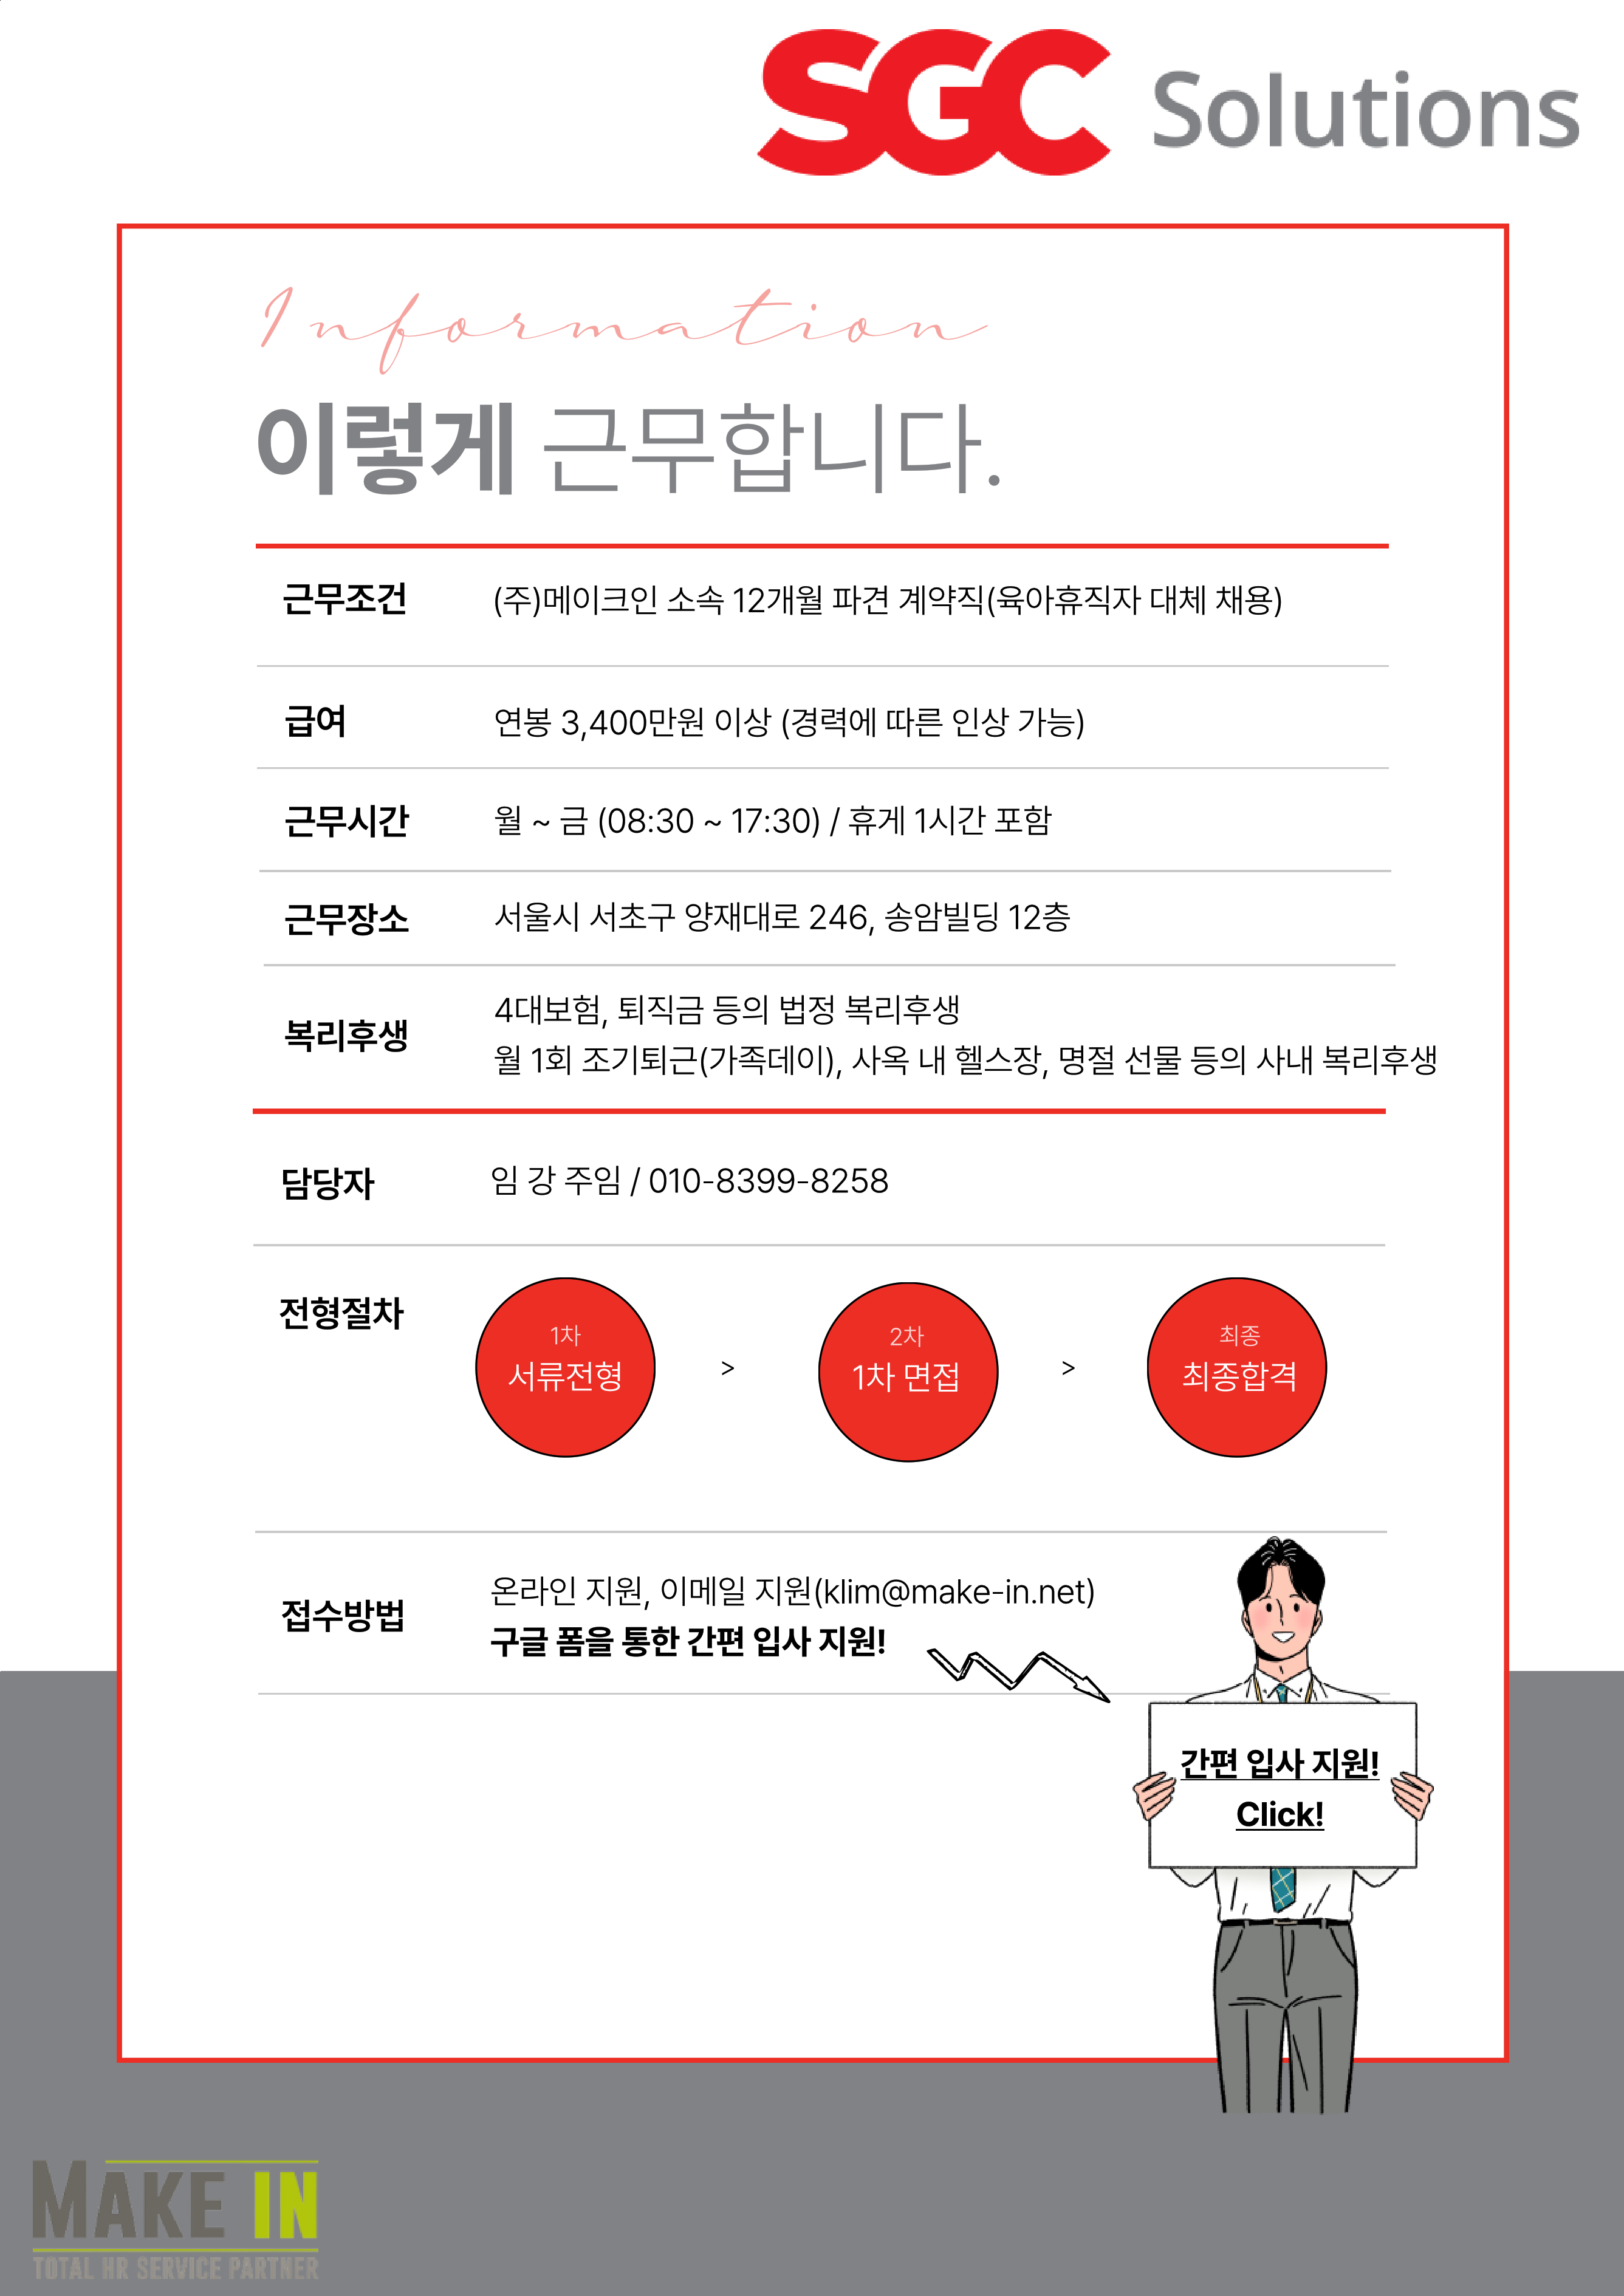 SGC Solutions
Information
이렇게 근무합니다.
근무조건 (주)메이크인 소속 12개월 파견 계약직(육아휴직자 대체 채용)
급여 연봉 3,400만원 이상 (경력에 따른 인상 가능)
근무시간 월 ~ 금 (08:30 ~ 17:30) / 휴게 1시간 포함
근무장소 서울시 서초구 양재대로 246, 송암빌딩 12층
복리후생 4대보험, 퇴직금 등의 법정 복리후생
월 1회 조기퇴근(가족데이), 사옥 내 헬스장, 명절 선물 등의 사내 복리후생
담당자 임 강 주임 / 010-8399-8258
전형절차
1차
서류전형
>
2차
1차 면접
>
최종
최종합격
접수방법 온라인 지원, 이메일 지원(klim@make-in.net)
구글 폼을 통한 간편 입사 지원!
간편 입사 지원!
Click!
MAKE IN
TOTAL HR SERVICE PARTNER